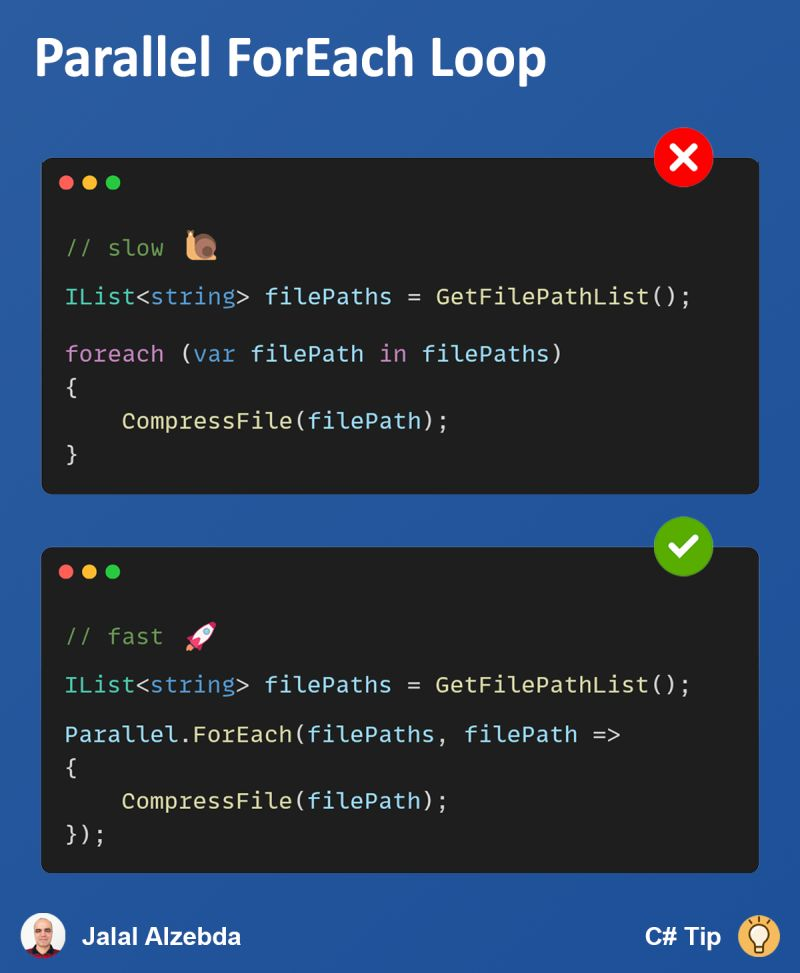 Parallel ForEach Loop
// slow 🐌
IList<string> filePaths = GetFilePathList();
foreach (var filePath in filePaths)
{
    CompressFile(filePath);
}
// fast 🚀
IList<string> filePaths = GetFilePathList();
Parallel.ForEach(filePaths, filePath =>
{
    CompressFile(filePath);
});
Jalal Alzebda
C# Tip